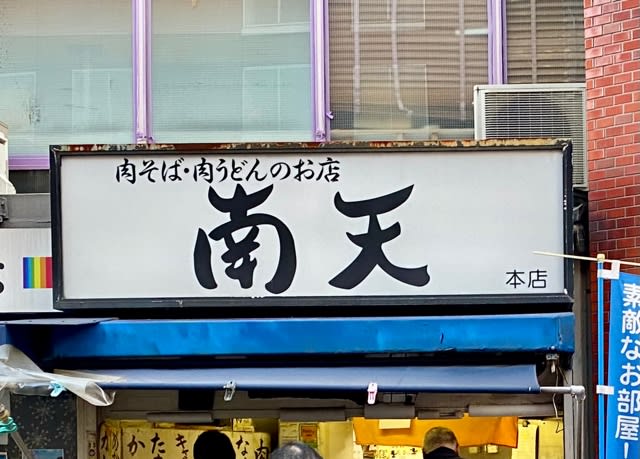 肉そば・肉うどんのお店
南天
本店
素敵なお部屋!